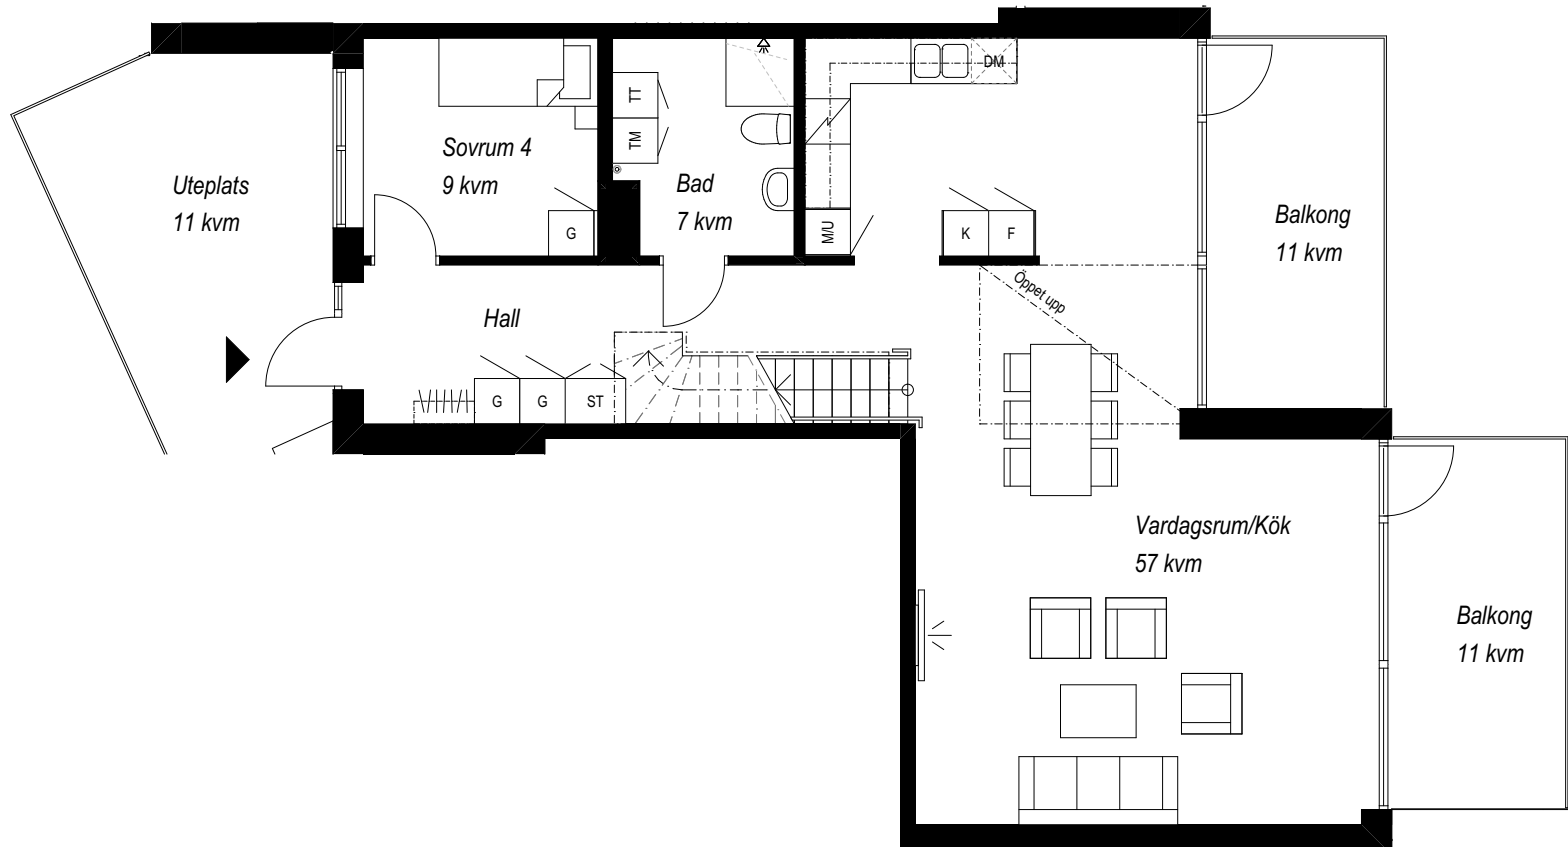 DM
TT
TM
Sovrum 4
9 kvm
Uteplats
11 kvm
Bad
7 kvm
G
M/U
K
F
Balkong
11 kvm
Öppet upp
Hall
G
G
ST
Vardagsrum/Kök
57 kvm
Balkong
11 kvm